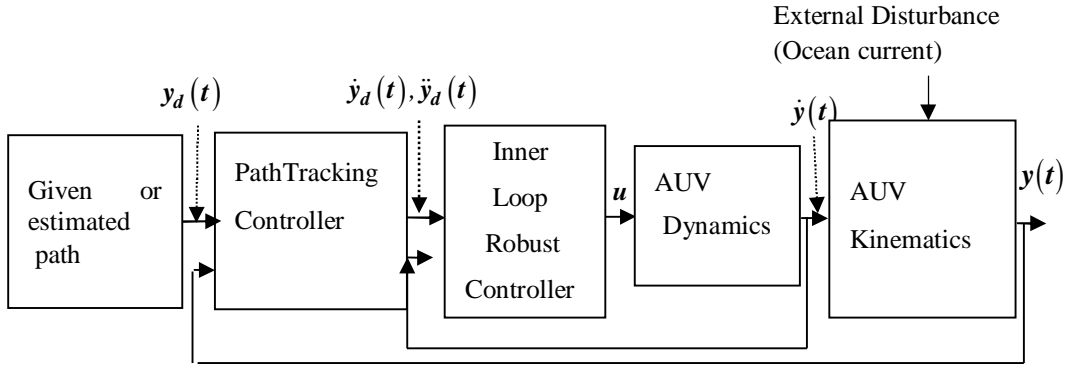 External Disturbance
(Ocean current)
y_d(t)
ẏ_d(t), ÿ_d(t)
ẏ(t)
Given or
estimated
path
PathTracking
Controller
Inner
Loop
Robust
Controller
u
AUV
Dynamics
AUV
Kinematics
y(t)